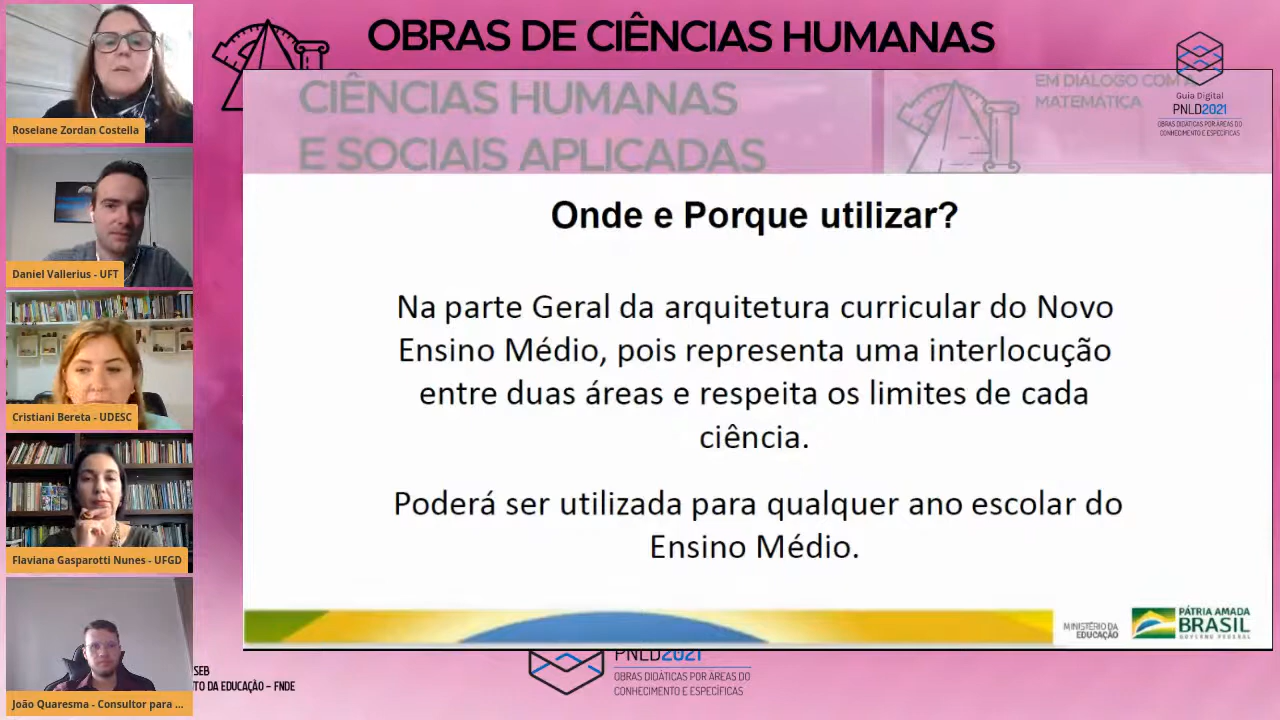 OBRAS DE CIÊNCIAS HUMANAS
CIÊNCIAS HUMANAS
E SOCIAIS APLICADAS
EM DIÁLOGO COM A
MATEMÁTICA
Guia Digital
PNLD2021
OBRAS DIDÁTICAS POR ÁREAS DO
CONHECIMENTO E ESPECÍFICAS
Onde e Porque utilizar?
Na parte Geral da arquitetura curricular do Novo
Ensino Médio, pois representa uma interlocução
entre duas áreas e respeita os limites de cada
ciência.
Poderá ser utilizada para qualquer ano escolar do
Ensino Médio.
MINISTÉRIO DA
EDUCAÇÃO
PÁTRIA AMADA
BRASIL
GOVERNO FEDERAL
Roselane Zordan Costella
Daniel Vallerius - UFT
Cristiani Bereta - UDESC
Flaviana Gasparotti Nunes - UFGD
João Quaresma - Consultor para ...
SEB
TO DA EDUCAÇÃO – FNDE
PNLD2021
OBRAS DIDÁTICAS POR ÁREAS DO
CONHECIMENTO E ESPECÍFICAS